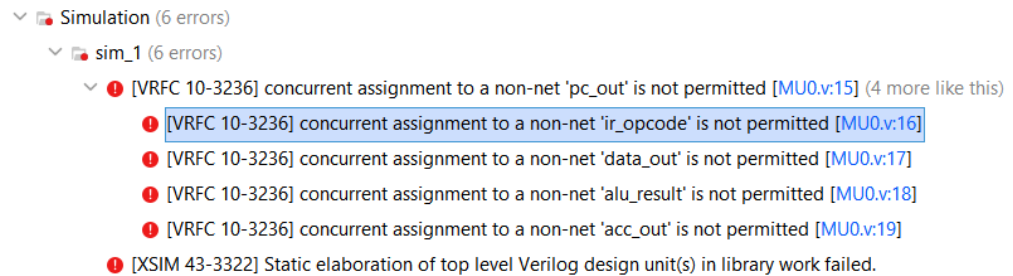 Simulation (6 errors)
sim_1 (6 errors)
[VRFC 10-3236] concurrent assignment to a non-net 'pc_out' is not permitted [MU0.v:15] (4 more like this)
[VRFC 10-3236] concurrent assignment to a non-net 'ir_opcode' is not permitted [MU0.v:16]
[VRFC 10-3236] concurrent assignment to a non-net 'data_out' is not permitted [MU0.v:17]
[VRFC 10-3236] concurrent assignment to a non-net 'alu_result' is not permitted [MU0.v:18]
[VRFC 10-3236] concurrent assignment to a non-net 'acc_out' is not permitted [MU0.v:19]
[XSIM 43-3322] Static elaboration of top level Verilog design unit(s) in library work failed.